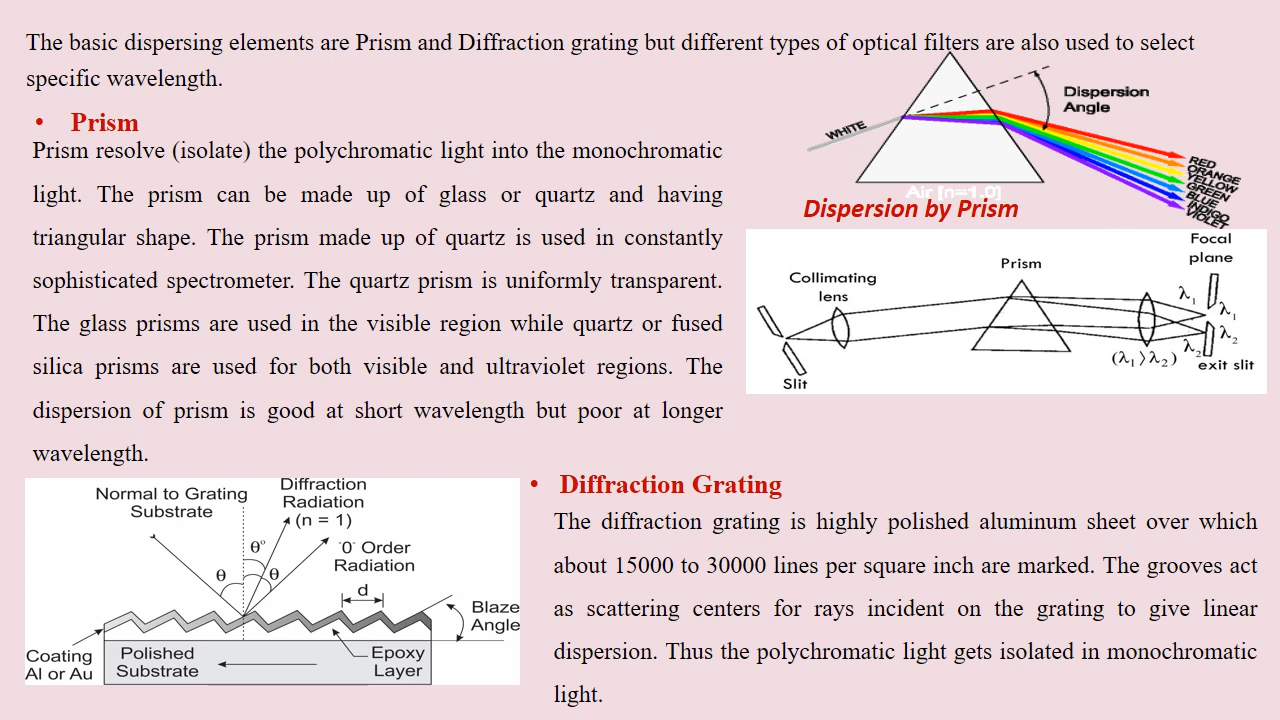 The basic dispersing elements are Prism and Diffraction grating but different types of optical filters are also used to select
specific wavelength.
• Prism
Prism resolve (isolate) the polychromatic light into the monochromatic
light. The prism can be made up of glass or quartz and having
triangular shape. The prism made up of quartz is used in constantly
sophisticated spectrometer. The quartz prism is uniformly transparent.
The glass prisms are used in the visible region while quartz or fused
silica prisms are used for both visible and ultraviolet regions. The
dispersion of prism is good at short wavelength but poor at longer
wavelength.
Dispersion
Angle
WHITE
RED
ORANGE
YELLOW
GREEN
BLUE
INDIGO
VIOLET
Air [n=1.0]
Dispersion by Prism
Focal
plane
Prism
Collimating
lens
λ₁
λ₁
λ₂
λ₂
(λ₁ > λ₂)
exit slit
Slit
Normal to Grating
Substrate
Diffraction
Radiation
(n = 1)
"0" Order
Radiation
θ°
θ
θ
d
Blaze
Angle
Coating
Al or Au
Polished
Substrate
Epoxy
Layer
• Diffraction Grating
The diffraction grating is highly polished aluminum sheet over which
about 15000 to 30000 lines per square inch are marked. The grooves act
as scattering centers for rays incident on the grating to give linear
dispersion. Thus the polychromatic light gets isolated in monochromatic
light.